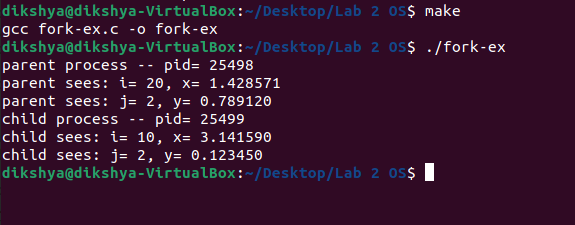 dikshya@dikshya-VirtualBox:~/Desktop/Lab 2 OS$ make
gcc fork-ex.c -o fork-ex
dikshya@dikshya-VirtualBox:~/Desktop/Lab 2 OS$ ./fork-ex
parent process -- pid= 25498
parent sees: i= 20, x= 1.428571
parent sees: j= 2, y= 0.789120
child process -- pid= 25499
child sees: i= 10, x= 3.141590
child sees: j= 2, y= 0.123450
dikshya@dikshya-VirtualBox:~/Desktop/Lab 2 OS$